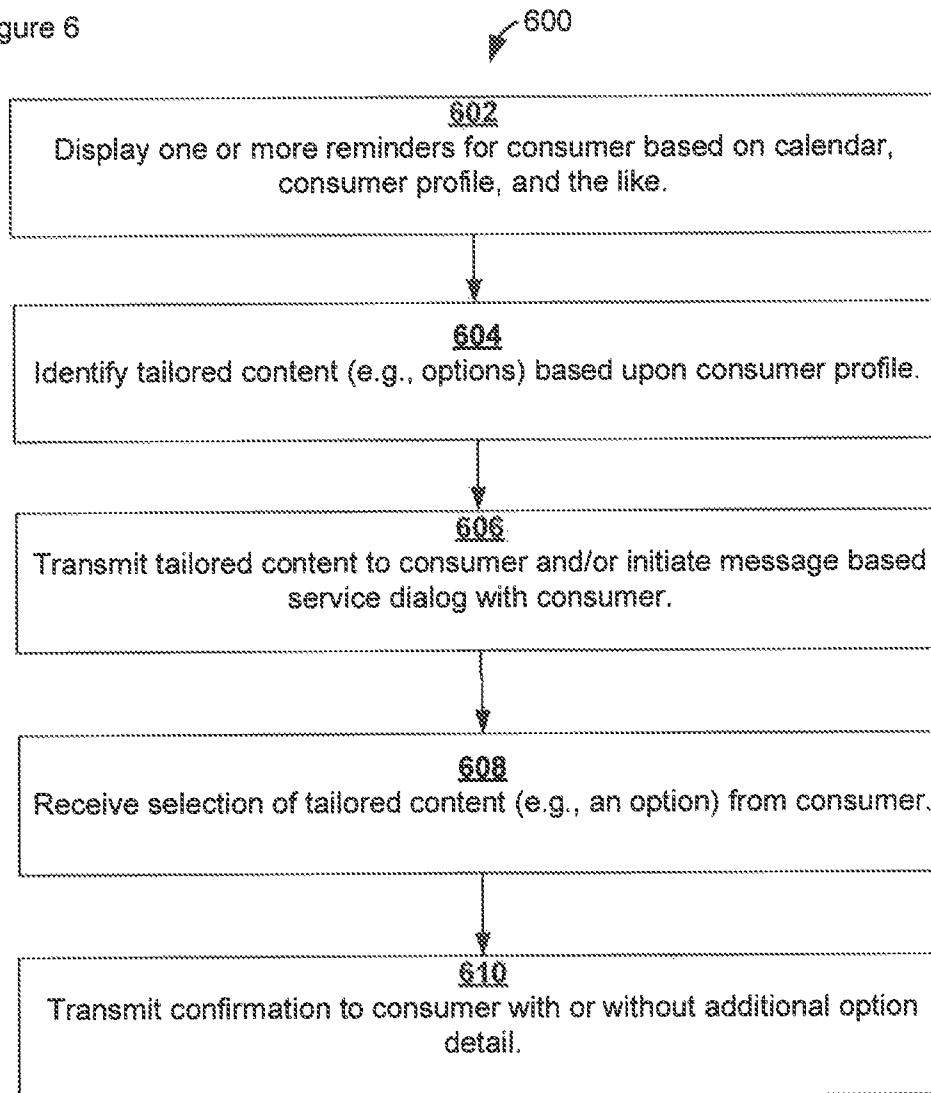 gure 6
600
602
Display one or more reminders for consumer based on calendar,
consumer profile, and the like.
604
Identify tailored content (e.g., options) based upon consumer profile.
606
Transmit tailored content to consumer and/or initiate message based
service dialog with consumer.
608
Receive selection of tailored content (e.g., an option) from consumer.
610
Transmit confirmation to consumer with or without additional option
detail.